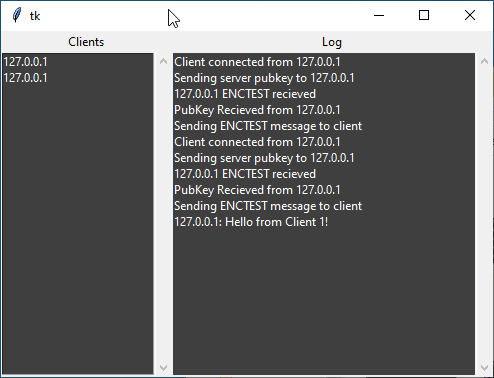 tk
Clients
Log
127.0.0.1
127.0.0.1
Client connected from 127.0.0.1
Sending server pubkey to 127.0.0.1
127.0.0.1 ENCTEST recieved
PubKey Recieved from 127.0.0.1
Sending ENCTEST message to client
Client connected from 127.0.0.1
Sending server pubkey to 127.0.0.1
127.0.0.1 ENCTEST recieved
PubKey Recieved from 127.0.0.1
Sending ENCTEST message to client
127.0.0.1: Hello from Client 1!